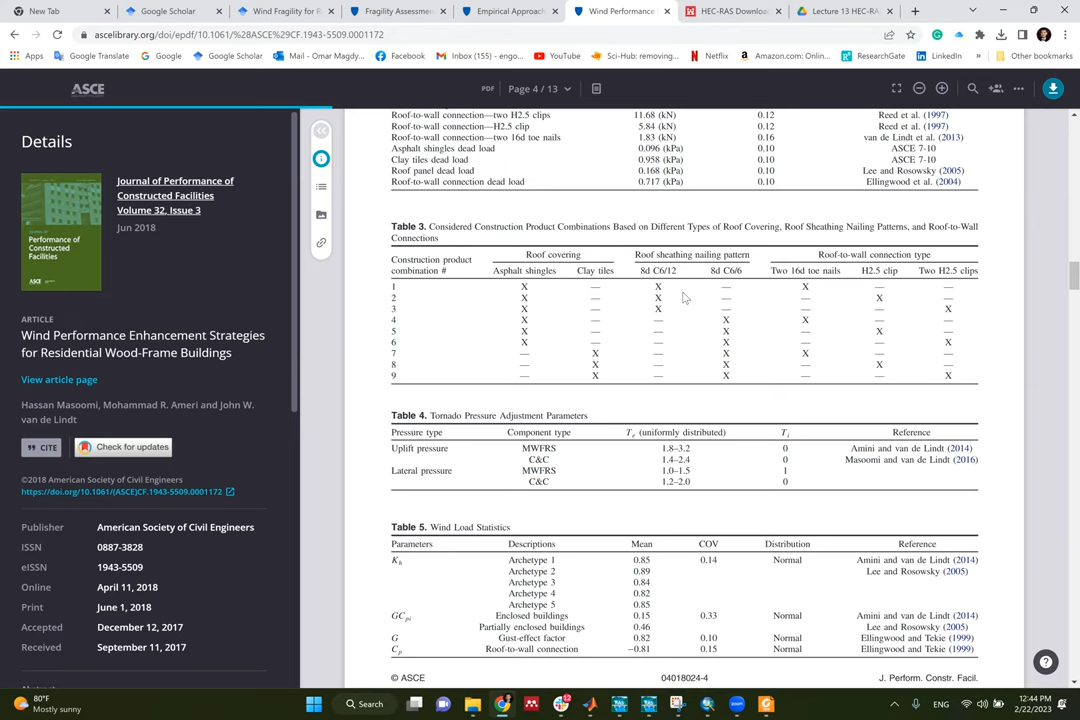 New Tab
Google Scholar
Wind Fragility for R
Fragility Assessmen
Empirical Approach
Wind Performance
HEC-RAS Downloa
Lecture 13 HEC-RA
ascelibrary.org/doi/epdf/10.1061/%28ASCE%29CF.1943-5509.0001172
Apps Google Translate Google Google Scholar Mail - Omar Magdy... Facebook Inbox (155) - engo... YouTube Sci-Hub: removing... Netflix Amazon.com: Onlin... ResearchGate LinkedIn » Other bookmarks
ASCE
PDF Page 4 / 13
Details
Journal of Performance of
Constructed Facilities
Volume 32, Issue 3
Jun 2018
Performance of
Constructed
Facilities
ASCE
ARTICLE
Wind Performance Enhancement Strategies
for Residential Wood-Frame Buildings
View article page
Hassan Masoomi, Mohammad R. Ameri and John W.
van de Lindt
CITE Check for updates
©2018 American Society of Civil Engineers
https://doi.org/10.1061/(ASCE)CF.1943-5509.0001172
Publisher American Society of Civil Engineers
ISSN 0887-3828
eISSN 1943-5509
Online April 11, 2018
Print June 1, 2018
Accepted December 12, 2017
Received September 11, 2017
Roof-to-wall connection—two H2.5 clips 11.68 (kN) 0.12 Reed et al. (1997)
Roof-to-wall connection—H2.5 clip 5.84 (kN) 0.12 Reed et al. (1997)
Roof-to-wall connection—two 16d toe nails 1.83 (kN) 0.16 van de Lindt et al. (2013)
Asphalt shingles dead load 0.096 (kPa) 0.10 ASCE 7-10
Clay tiles dead load 0.958 (kPa) 0.10 ASCE 7-10
Roof panel dead load 0.168 (kPa) 0.10 Lee and Rosowsky (2005)
Roof-to-wall connection dead load 0.717 (kPa) 0.10 Ellingwood et al. (2004)
Table 3. Considered Construction Product Combinations Based on Different Types of Roof Covering, Roof Sheathing Nailing Patterns, and Roof-to-Wall
Connections
Construction product Roof covering Roof sheathing nailing pattern Roof-to-wall connection type
combination # Asphalt shingles Clay tiles 8d C6/12 8d C6/6 Two 16d toe nails H2.5 clip Two H2.5 clips
1 X — X — X — —
2 X — X — — X —
3 X — X — — — X
4 X — — X X — —
5 X — — X — X —
6 X — — X — — X
7 — X — X X — —
8 — X — X — X —
9 — X — X — — X
Table 4. Tornado Pressure Adjustment Parameters
Pressure type Component type Tr (uniformly distributed) Ti Reference
Uplift pressure MWFRS 1.8–3.2 0 Amini and van de Lindt (2014)
C&C 1.4–2.4 0 Masoomi and van de Lindt (2016)
Lateral pressure MWFRS 1.0–1.5 1
C&C 1.2–2.0 0
Table 5. Wind Load Statistics
Parameters Descriptions Mean COV Distribution Reference
Kh Archetype 1 0.85 0.14 Normal Amini and van de Lindt (2014)
Archetype 2 0.89 Lee and Rosowsky (2005)
Archetype 3 0.84
Archetype 4 0.82
Archetype 5 0.85
GCpi Enclosed buildings 0.15 0.33 Normal Amini and van de Lindt (2014)
Partially enclosed buildings 0.46 Lee and Rosowsky (2005)
G Gust-effect factor 0.82 0.10 Normal Ellingwood and Tekie (1999)
Cp Roof-to-wall connection −0.81 0.15 Normal Ellingwood and Tekie (1999)
© ASCE 04018024-4 J. Perform. Constr. Facil.
80°F
Mostly sunny
Search
12
ENG
12:44 PM
2/22/2023